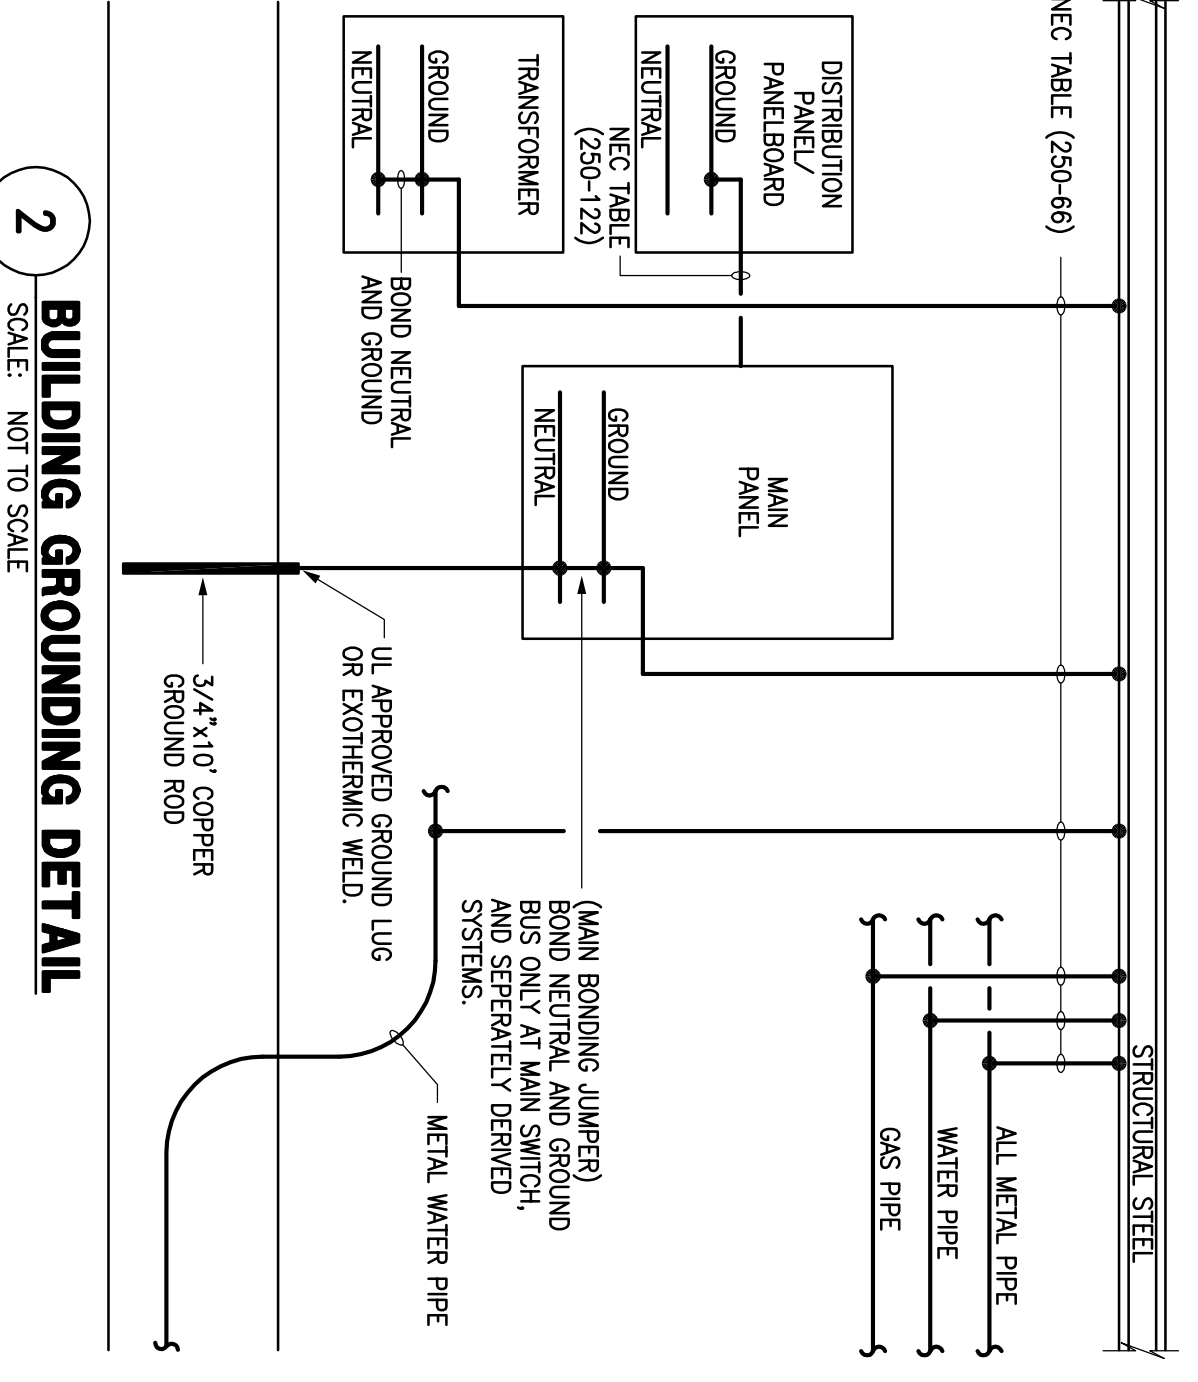 STRUCTURAL STEEL
NEC TABLE (250-66)
ALL METAL PIPE
WATER PIPE
GAS PIPE
DISTRIBUTION
PANEL/
PANELBOARD
GROUND
NEUTRAL
NEC TABLE
(250-122)
MAIN
PANEL
GROUND
NEUTRAL
TRANSFORMER
GROUND
NEUTRAL
BOND NEUTRAL
AND GROUND
(MAIN BONDING JUMPER)
BOND NEUTRAL AND GROUND
BUS ONLY AT MAIN SWITCH,
AND SEPERATELY DERIVED
SYSTEMS.
METAL WATER PIPE
UL APPROVED GROUND LUG
OR EXOTHERMIC WELD.
3/4"x10' COPPER
GROUND ROD
2
BUILDING GROUNDING DETAIL
SCALE: NOT TO SCALE